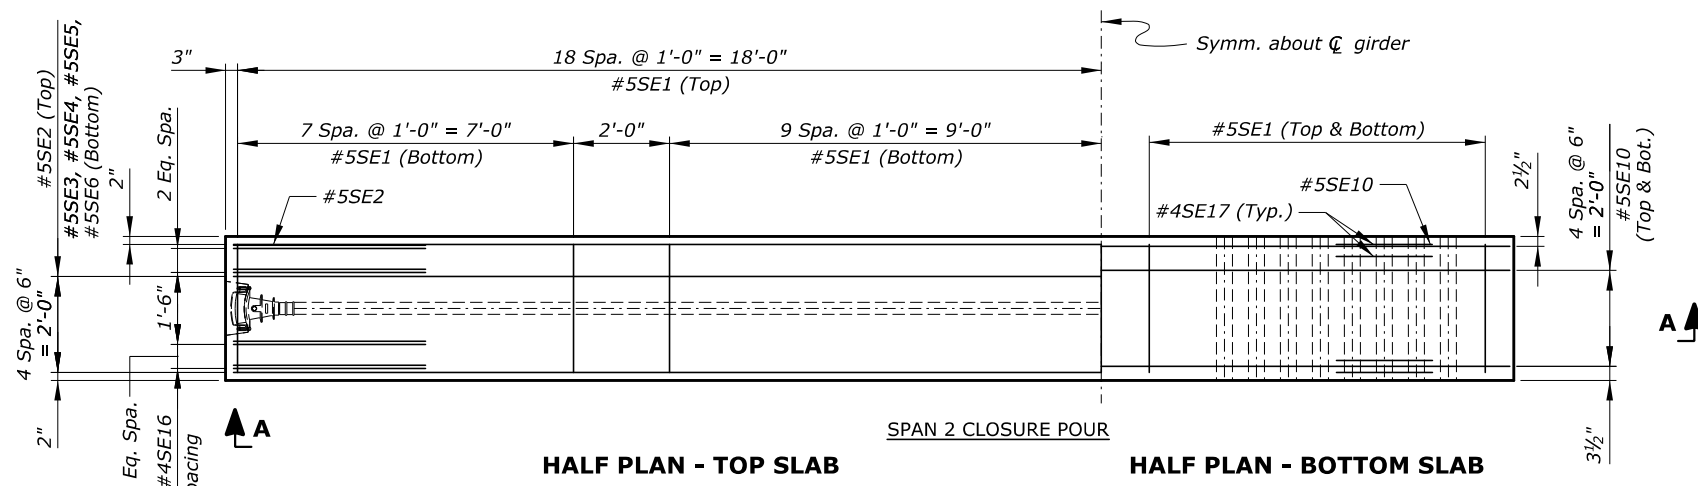 3"
18 Spa. @ 1'-0" = 18'-0"
#5SE1 (Top)
Symm. about ℄ girder
#5SE2 (Top)
#5SE3, #5SE4, #5SE5,
#5SE6 (Bottom)
2"
2 Eq. Spa.
7 Spa. @ 1'-0" = 7'-0"
#5SE1 (Bottom)
2'-0"
9 Spa. @ 1'-0" = 9'-0"
#5SE1 (Bottom)
#5SE1 (Top & Bottom)
2½"
4 Spa. @ 6"
= 2'-0"
#5SE10
(Top & Bot.)
#5SE2
#5SE10
#4SE17 (Typ.)
4 Spa. @ 6"
= 2'-0"
1'-6"
A
2"
Eq. Spa.
#4SE16
pacing
A
SPAN 2 CLOSURE POUR
3½"
HALF PLAN - TOP SLAB
HALF PLAN - BOTTOM SLAB